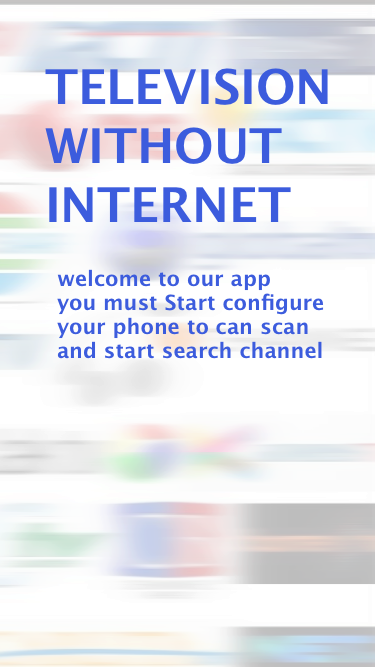 TELEVISION
WITHOUT
INTERNET
welcome to our app
you must Start configure
your phone to can scan
and start search channel